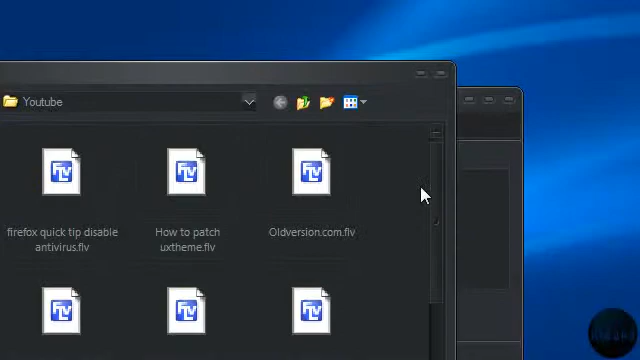 Youtube
FLV FLV FLV
firefox quick tip disable How to patch Oldversion.com.flv
antivirus.flv uxtheme.flv
FLV FLV FLV